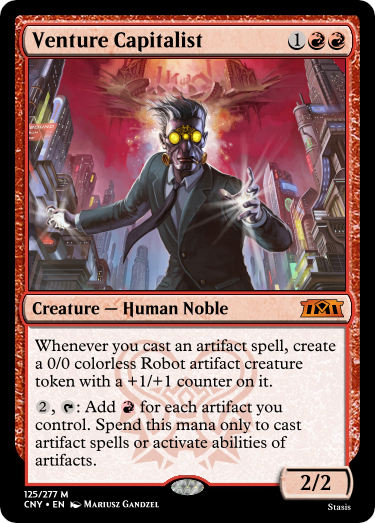 Venture Capitalist 1
Creature — Human Noble
Whenever you cast an artifact spell, create
a 0/0 colorless Robot artifact creature
token with a +1/+1 counter on it.
2, : Add for each artifact you
control. Spend this mana only to cast
artifact spells or activate abilities of
artifacts.
2/2
125/277 M
CNY • EN Mariusz Gandzel
Stasis